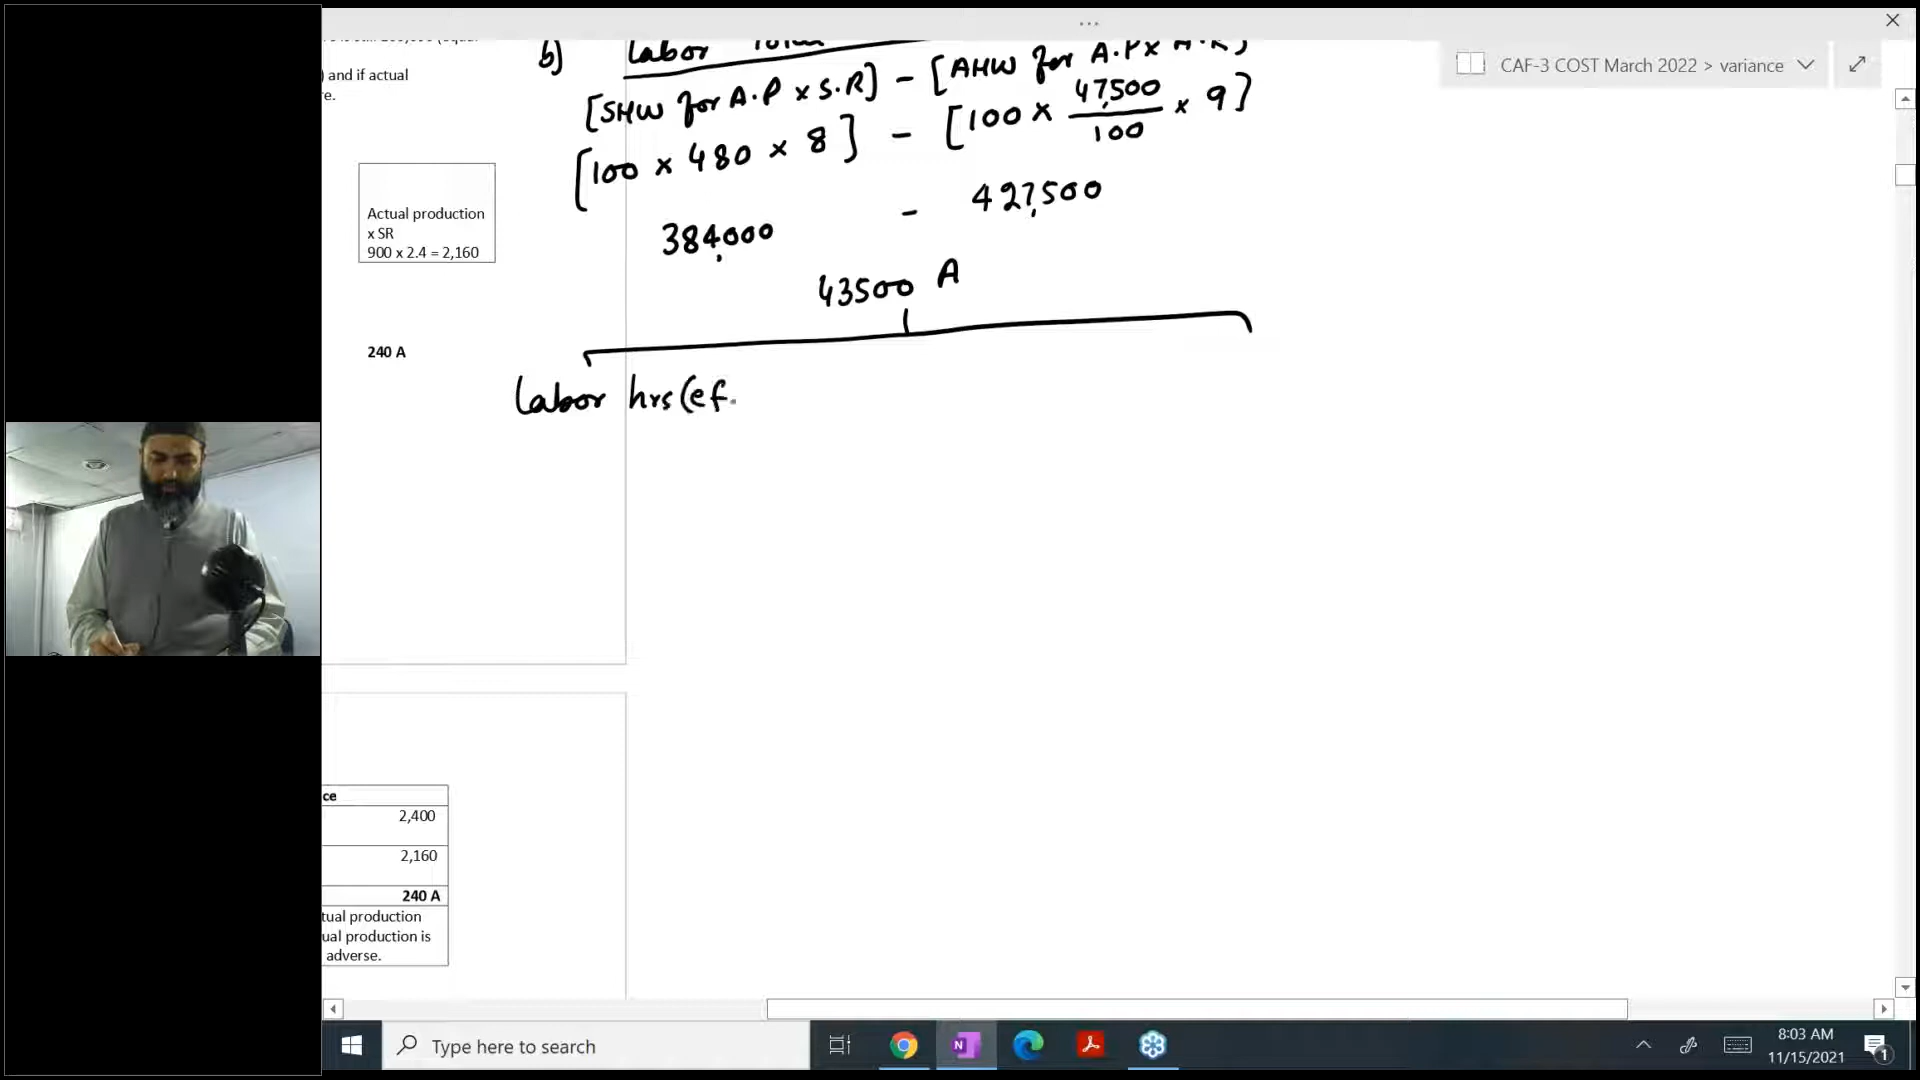 ) and if actual
re.
Actual production
x SR
900 x 2.4 = 2,160
240 A
ce
2,400
2,160
240 A
tual production
ual production is
adverse.
b) Labor Total
[SHW for A.P x S.R] - [AHW for A.P x A.R]
[100 x 480 x 8] - [100 x 47,500/100 x 9]
384,000 - 427,500
43500 A
Labor hrs (ef.
CAF-3 COST March 2022 > variance
Type here to search
8:03 AM
11/15/2021
1